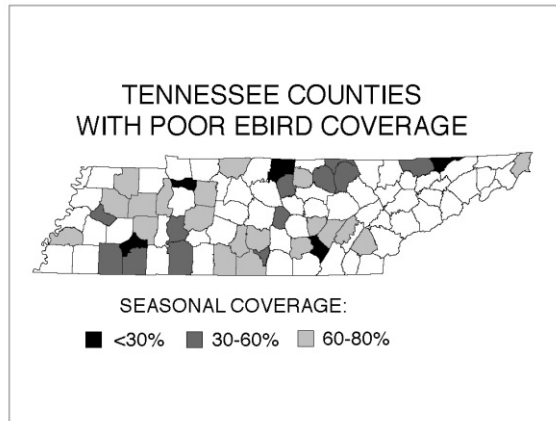 TENNESSEE COUNTIES
WITH POOR EBIRD COVERAGE
SEASONAL COVERAGE:
<30% 30-60% 60-80%